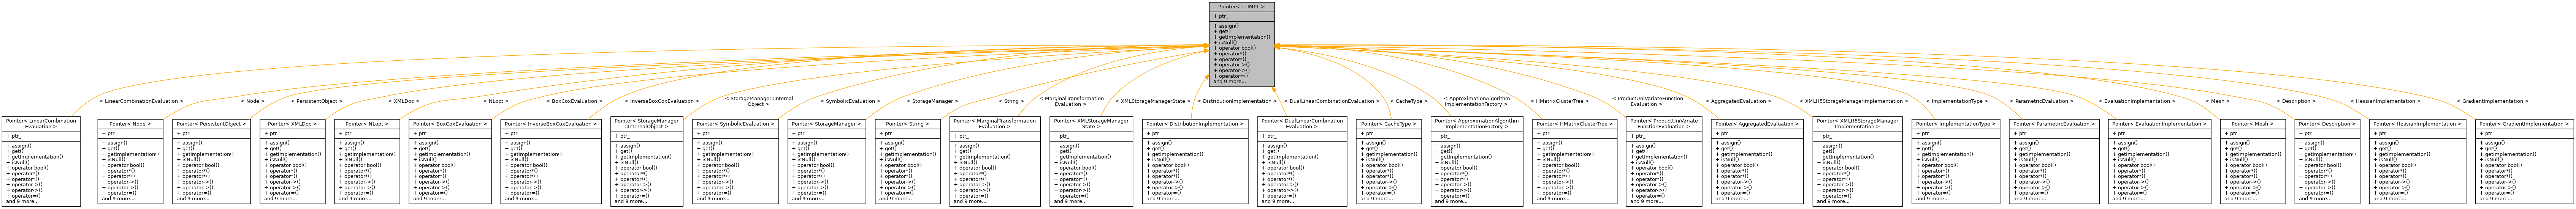 Pointer< T, IMPL >
+ ptr_
+ assign()
+ get()
+ getImplementation()
+ isNull()
+ operator bool()
+ operator*()
+ operator*()
+ operator->()
+ operator->()
+ operator=()
and 9 more...
< LinearCombinationEvaluation >
< Node >
< PersistentObject >
< XMLDoc >
< NLopt >
< BoxCoxEvaluation >
< InverseBoxCoxEvaluation >
< StorageManager::Internal
Object >
< SymbolicEvaluation >
< StorageManager >
< String >
< MarginalTransformation
Evaluation >
< XMLStorageManagerState >
< DistributionImplementation >
< DualLinearCombinationEvaluation >
< CacheType >
< ApproximationAlgorithm
ImplementationFactory >
< HMatrixClusterTree >
< ProductUniVariateFunction
Evaluation >
< AggregatedEvaluation >
< XMLH5StorageManagerImplementation >
< ImplementationType >
< ParametricEvaluation >
< EvaluationImplementation >
< Mesh >
< Description >
< HessianImplementation >
< GradientImplementation >
Pointer< LinearCombination
Evaluation >
+ ptr_
+ assign()
+ get()
+ getImplementation()
+ isNull()
+ operator bool()
+ operator*()
+ operator*()
+ operator->()
+ operator->()
+ operator=()
and 9 more...
Pointer< Node >
+ ptr_
+ assign()
+ get()
+ getImplementation()
+ isNull()
+ operator bool()
+ operator*()
+ operator*()
+ operator->()
+ operator->()
+ operator=()
and 9 more...
Pointer< PersistentObject >
+ ptr_
+ assign()
+ get()
+ getImplementation()
+ isNull()
+ operator bool()
+ operator*()
+ operator*()
+ operator->()
+ operator->()
+ operator=()
and 9 more...
Pointer< XMLDoc >
+ ptr_
+ assign()
+ get()
+ getImplementation()
+ isNull()
+ operator bool()
+ operator*()
+ operator*()
+ operator->()
+ operator->()
+ operator=()
and 9 more...
Pointer< NLopt >
+ ptr_
+ assign()
+ get()
+ getImplementation()
+ isNull()
+ operator bool()
+ operator*()
+ operator*()
+ operator->()
+ operator->()
+ operator=()
and 9 more...
Pointer< BoxCoxEvaluation >
+ ptr_
+ assign()
+ get()
+ getImplementation()
+ isNull()
+ operator bool()
+ operator*()
+ operator*()
+ operator->()
+ operator->()
+ operator=()
and 9 more...
Pointer< InverseBoxCoxEvaluation >
+ ptr_
+ assign()
+ get()
+ getImplementation()
+ isNull()
+ operator bool()
+ operator*()
+ operator*()
+ operator->()
+ operator->()
+ operator=()
and 9 more...
Pointer< StorageManager
::InternalObject >
+ ptr_
+ assign()
+ get()
+ getImplementation()
+ isNull()
+ operator bool()
+ operator*()
+ operator*()
+ operator->()
+ operator->()
+ operator=()
and 9 more...
Pointer< SymbolicEvaluation >
+ ptr_
+ assign()
+ get()
+ getImplementation()
+ isNull()
+ operator bool()
+ operator*()
+ operator*()
+ operator->()
+ operator->()
+ operator=()
and 9 more...
Pointer< StorageManager >
+ ptr_
+ assign()
+ get()
+ getImplementation()
+ isNull()
+ operator bool()
+ operator*()
+ operator*()
+ operator->()
+ operator->()
+ operator=()
and 9 more...
Pointer< String >
+ ptr_
+ assign()
+ get()
+ getImplementation()
+ isNull()
+ operator bool()
+ operator*()
+ operator*()
+ operator->()
+ operator->()
+ operator=()
and 9 more...
Pointer< MarginalTransformation
Evaluation >
+ ptr_
+ assign()
+ get()
+ getImplementation()
+ isNull()
+ operator bool()
+ operator*()
+ operator*()
+ operator->()
+ operator->()
+ operator=()
and 9 more...
Pointer< XMLStorageManager
State >
+ ptr_
+ assign()
+ get()
+ getImplementation()
+ isNull()
+ operator bool()
+ operator*()
+ operator*()
+ operator->()
+ operator->()
+ operator=()
and 9 more...
Pointer< DistributionImplementation >
+ ptr_
+ assign()
+ get()
+ getImplementation()
+ isNull()
+ operator bool()
+ operator*()
+ operator*()
+ operator->()
+ operator->()
+ operator=()
and 9 more...
Pointer< DualLinearCombination
Evaluation >
+ ptr_
+ assign()
+ get()
+ getImplementation()
+ isNull()
+ operator bool()
+ operator*()
+ operator*()
+ operator->()
+ operator->()
+ operator=()
and 9 more...
Pointer< CacheType >
+ ptr_
+ assign()
+ get()
+ getImplementation()
+ isNull()
+ operator bool()
+ operator*()
+ operator*()
+ operator->()
+ operator->()
+ operator=()
and 9 more...
Pointer< ApproximationAlgorithm
ImplementationFactory >
+ ptr_
+ assign()
+ get()
+ getImplementation()
+ isNull()
+ operator bool()
+ operator*()
+ operator*()
+ operator->()
+ operator->()
+ operator=()
and 9 more...
Pointer< HMatrixClusterTree >
+ ptr_
+ assign()
+ get()
+ getImplementation()
+ isNull()
+ operator bool()
+ operator*()
+ operator*()
+ operator->()
+ operator->()
+ operator=()
and 9 more...
Pointer< ProductUniVariate
FunctionEvaluation >
+ ptr_
+ assign()
+ get()
+ getImplementation()
+ isNull()
+ operator bool()
+ operator*()
+ operator*()
+ operator->()
+ operator->()
+ operator=()
and 9 more...
Pointer< AggregatedEvaluation >
+ ptr_
+ assign()
+ get()
+ getImplementation()
+ isNull()
+ operator bool()
+ operator*()
+ operator*()
+ operator->()
+ operator->()
+ operator=()
and 9 more...
Pointer< XMLH5StorageManager
Implementation >
+ ptr_
+ assign()
+ get()
+ getImplementation()
+ isNull()
+ operator bool()
+ operator*()
+ operator*()
+ operator->()
+ operator->()
+ operator=()
and 9 more...
Pointer< ImplementationType >
+ ptr_
+ assign()
+ get()
+ getImplementation()
+ isNull()
+ operator bool()
+ operator*()
+ operator*()
+ operator->()
+ operator->()
+ operator=()
and 9 more...
Pointer< ParametricEvaluation >
+ ptr_
+ assign()
+ get()
+ getImplementation()
+ isNull()
+ operator bool()
+ operator*()
+ operator*()
+ operator->()
+ operator->()
+ operator=()
and 9 more...
Pointer< EvaluationImplementation >
+ ptr_
+ assign()
+ get()
+ getImplementation()
+ isNull()
+ operator bool()
+ operator*()
+ operator*()
+ operator->()
+ operator->()
+ operator=()
and 9 more...
Pointer< Mesh >
+ ptr_
+ assign()
+ get()
+ getImplementation()
+ isNull()
+ operator bool()
+ operator*()
+ operator*()
+ operator->()
+ operator->()
+ operator=()
and 9 more...
Pointer< Description >
+ ptr_
+ assign()
+ get()
+ getImplementation()
+ isNull()
+ operator bool()
+ operator*()
+ operator*()
+ operator->()
+ operator->()
+ operator=()
and 9 more...
Pointer< HessianImplementation >
+ ptr_
+ assign()
+ get()
+ getImplementation()
+ isNull()
+ operator bool()
+ operator*()
+ operator*()
+ operator->()
+ operator->()
+ operator=()
and 9 more...
Pointer< GradientImplementation >
+ ptr_
+ assign()
+ get()
+ getImplementation()
+ isNull()
+ operator bool()
+ operator*()
+ operator*()
+ operator->()
+ operator->()
+ operator=()
and 9 more...